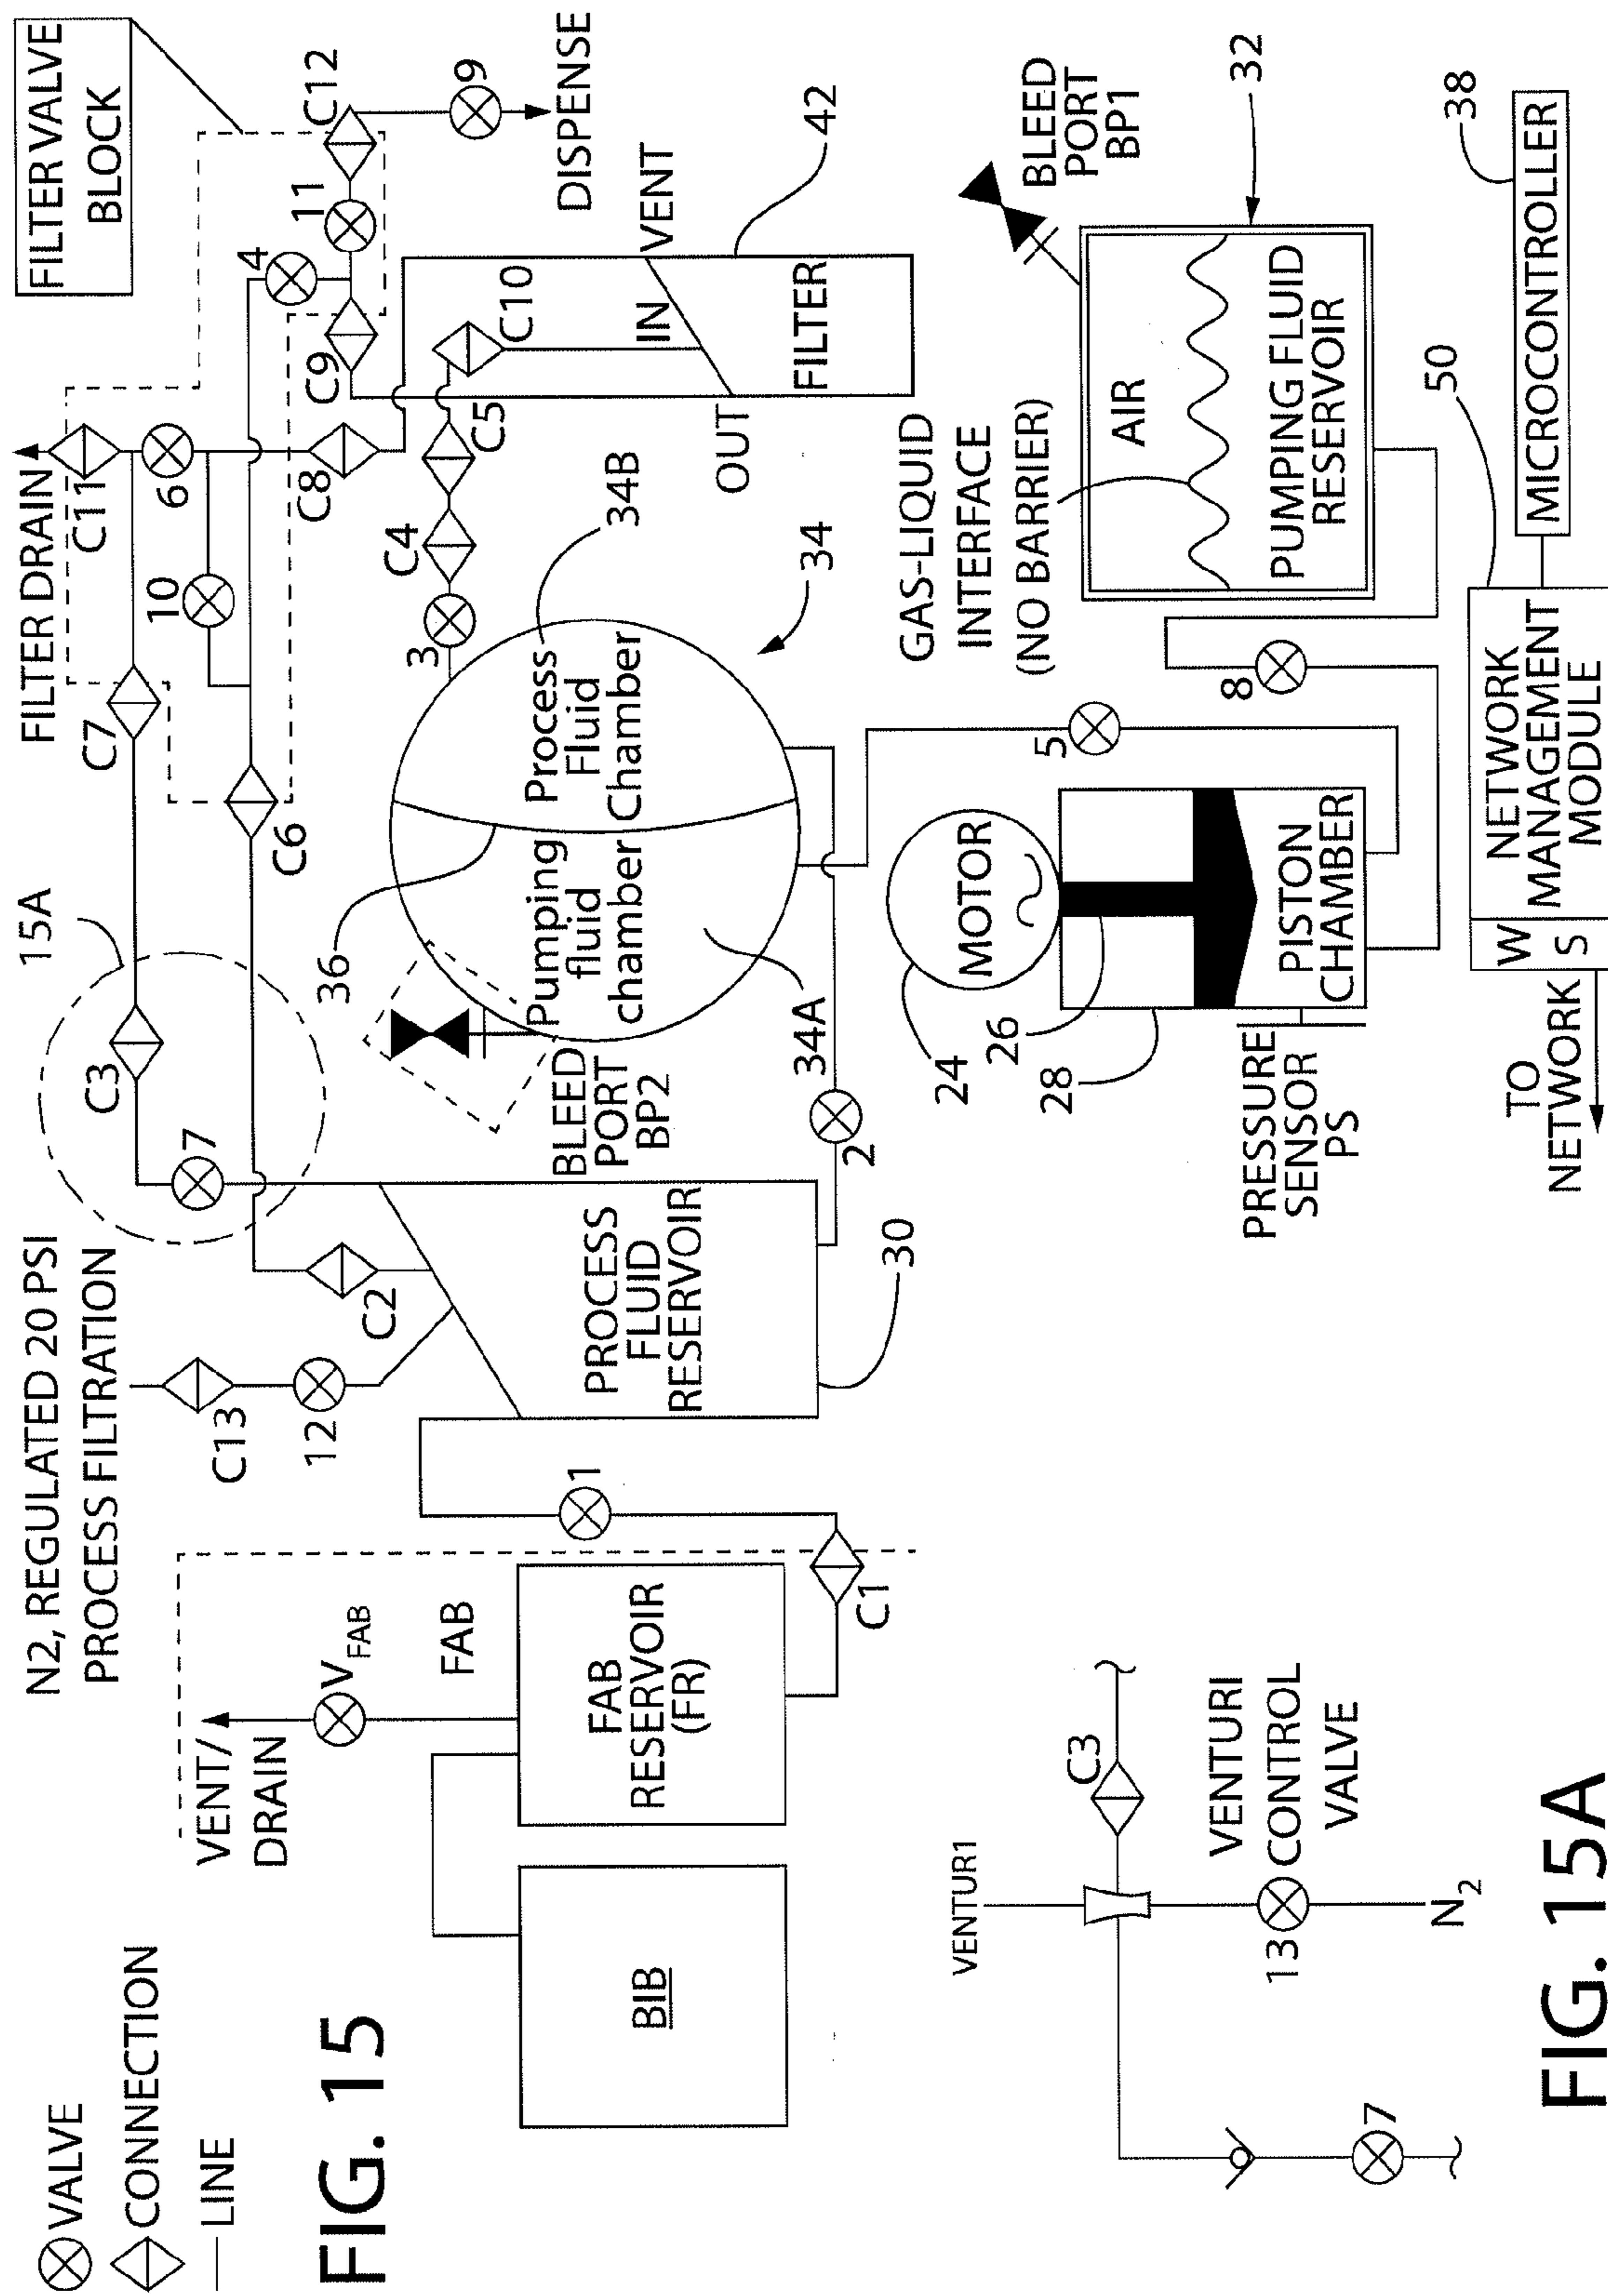 VALVE
CONNECTION
LINE
FIG. 15
N2, REGULATED 20 PSI
PROCESS FILTRATION
C13
12
15A
C3
7
C2
C7
C6
FILTER DRAIN
C11
6
10
C8
FILTER VALVE
BLOCK
4
11
C12
C9
9
DISPENSE
VENT/
DRAIN
VFAB
FAB
FAB
RESERVOIR
(FR)
BIB
C1
1
PROCESS
FLUID
RESERVOIR
30
BLEED
PORT
BP2
2
36
Pumping
fluid
chamber
34A
Process
Fluid
Chamber
34B
34
3
C4
C5
C10
IN
VENT
OUT
FILTER
42
GAS-LIQUID
INTERFACE
(NO BARRIER)
AIR
PUMPING FLUID
RESERVOIR
32
BLEED
PORT
BP1
5
8
MOTOR
24
26
28
PISTON
CHAMBER
PRESSURE
SENSOR
PS
W
S
TO
NETWORK
NETWORK
MANAGEMENT
MODULE
50
MICROCONTROLLER
38
VENTUR1
C3
13
VENTURI
CONTROL
VALVE
N2
7
FIG. 15A